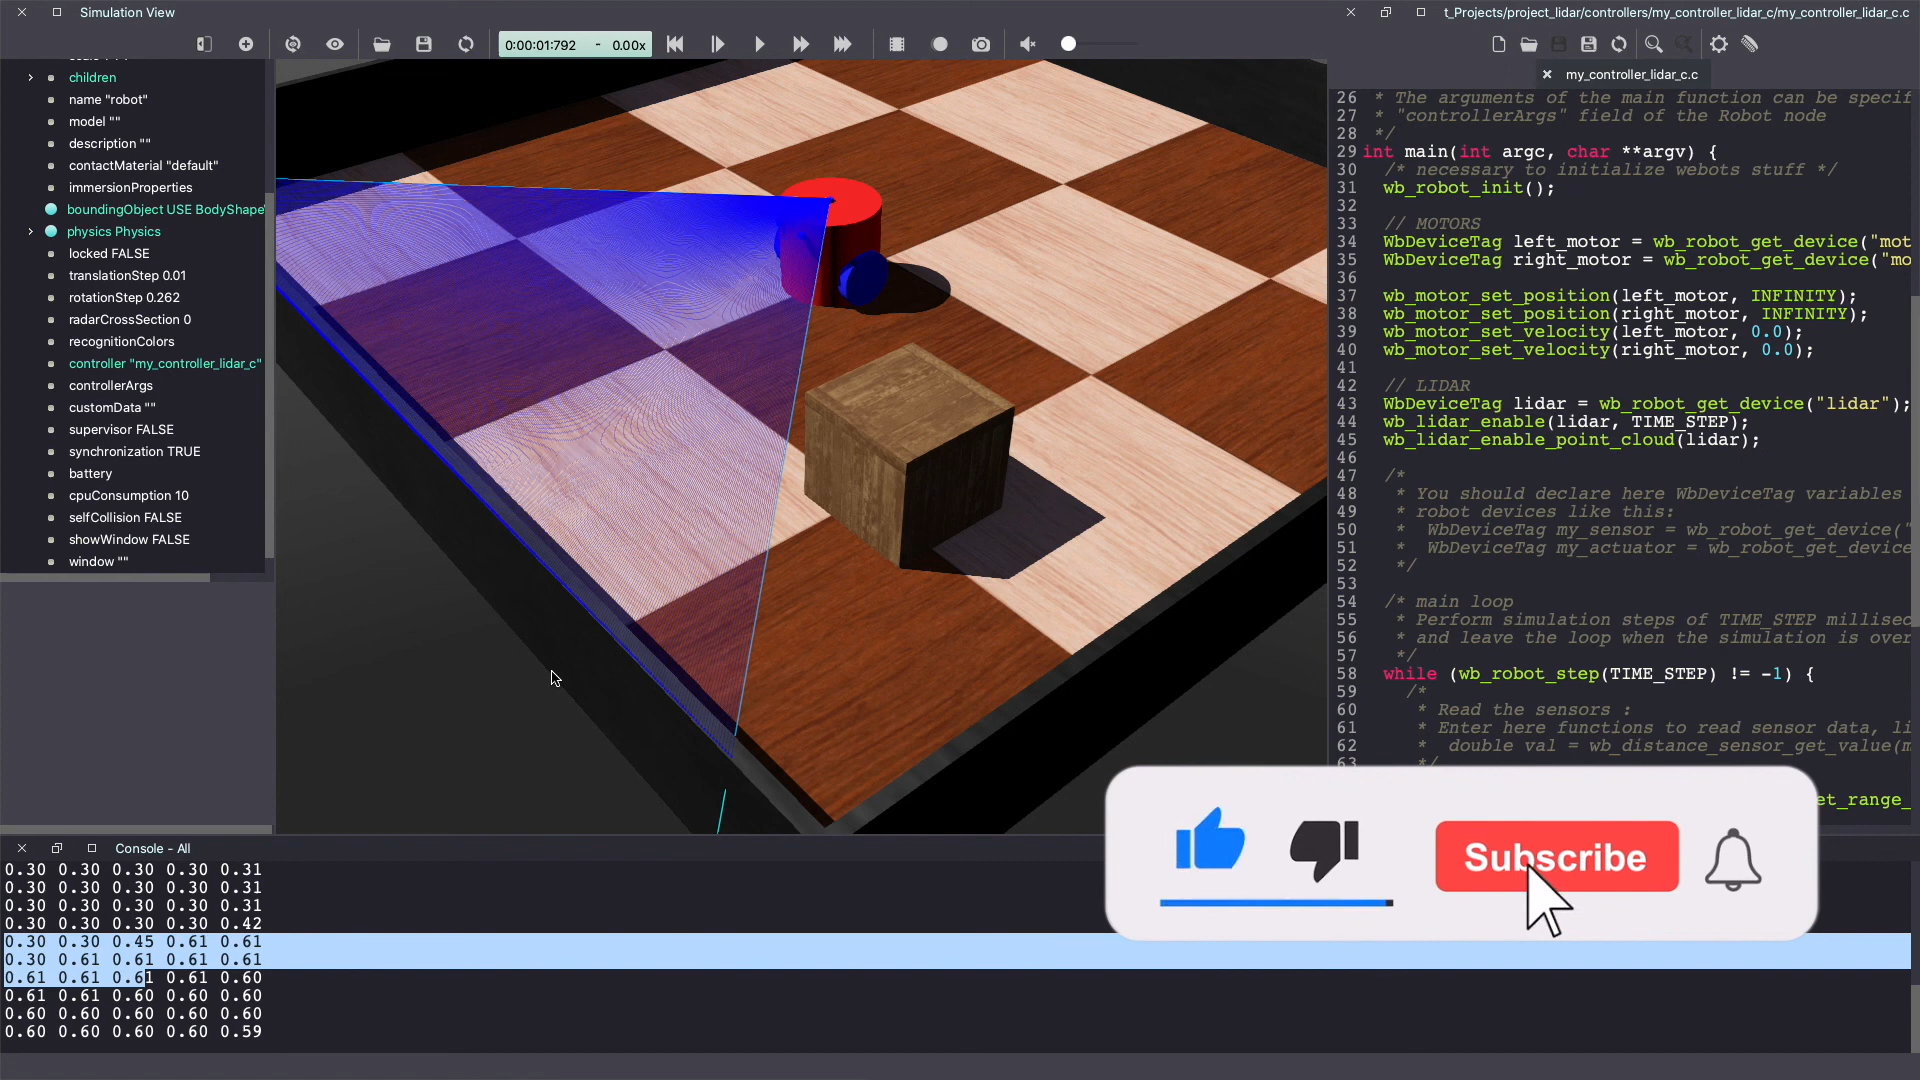 Simulation View
t_Projects/project_lidar/controllers/my_controller_lidar_c/my_controller_lidar_c.c
0:00:01:792 - 0.00x
my_controller_lidar_c.c
children
name "robot"
model ""
description ""
contactMaterial "default"
immersionProperties
boundingObject USE BodyShape
physics Physics
locked FALSE
translationStep 0.01
rotationStep 0.262
radarCrossSection 0
recognitionColors
controller "my_controller_lidar_c"
controllerArgs
customData ""
supervisor FALSE
synchronization TRUE
battery
cpuConsumption 10
selfCollision FALSE
showWindow FALSE
window ""
26 * The arguments of the main function can be specif
27 * "controllerArgs" field of the Robot node
28 */
29 int main(int argc, char **argv) {
30 /* necessary to initialize webots stuff */
31 wb_robot_init();
32
33 // MOTORS
34 WbDeviceTag left_motor = wb_robot_get_device("mot
35 WbDeviceTag right_motor = wb_robot_get_device("mo
36
37 wb_motor_set_position(left_motor, INFINITY);
38 wb_motor_set_position(right_motor, INFINITY);
39 wb_motor_set_velocity(left_motor, 0.0);
40 wb_motor_set_velocity(right_motor, 0.0);
41
42 // LIDAR
43 WbDeviceTag lidar = wb_robot_get_device("lidar");
44 wb_lidar_enable(lidar, TIME_STEP);
45 wb_lidar_enable_point_cloud(lidar);
46
47 /*
48 * You should declare here WbDeviceTag variables
49 * robot devices like this:
50 * WbDeviceTag my_sensor = wb_robot_get_device("
51 * WbDeviceTag my_actuator = wb_robot_get_device
52 */
53
54 /* main loop
55 * Perform simulation steps of TIME_STEP millisec
56 * and leave the loop when the simulation is over
57 */
58 while (wb_robot_step(TIME_STEP) != -1) {
59 /*
60 * Read the sensors :
61 * Enter here functions to read sensor data, li
62 * double val = wb_distance_sensor_get_value(m
63 */
et_range_
Subscribe
Console - All
0.30 0.30 0.30 0.30 0.31
0.30 0.30 0.30 0.30 0.31
0.30 0.30 0.30 0.30 0.31
0.30 0.30 0.30 0.30 0.42
0.30 0.30 0.45 0.61 0.61
0.30 0.61 0.61 0.61 0.61
0.61 0.61 0.61 0.61 0.60
0.61 0.61 0.60 0.60 0.60
0.60 0.60 0.60 0.60 0.60
0.60 0.60 0.60 0.60 0.59